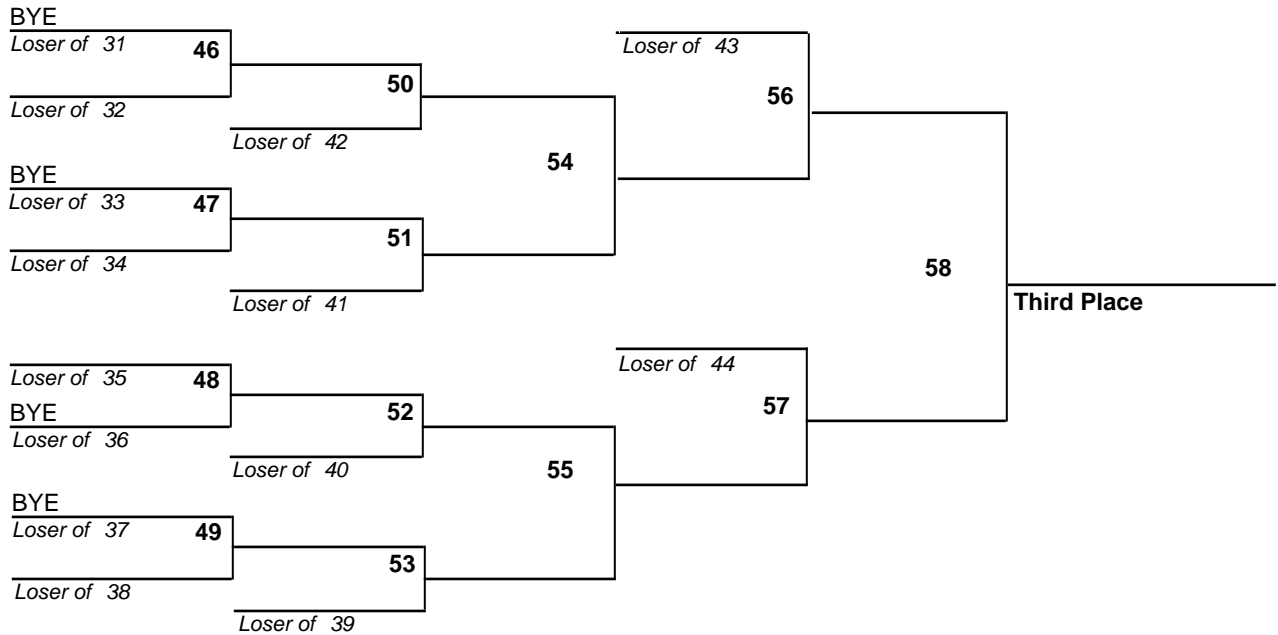 BYE
Loser of 31
46
Loser of 32
50
Loser of 42
BYE
Loser of 33
47
Loser of 34
51
Loser of 41
54
Loser of 43
56
Loser of 35
48
BYE
Loser of 36
52
Loser of 40
BYE
Loser of 37
49
Loser of 38
53
Loser of 39
55
Loser of 44
57
58
Third Place